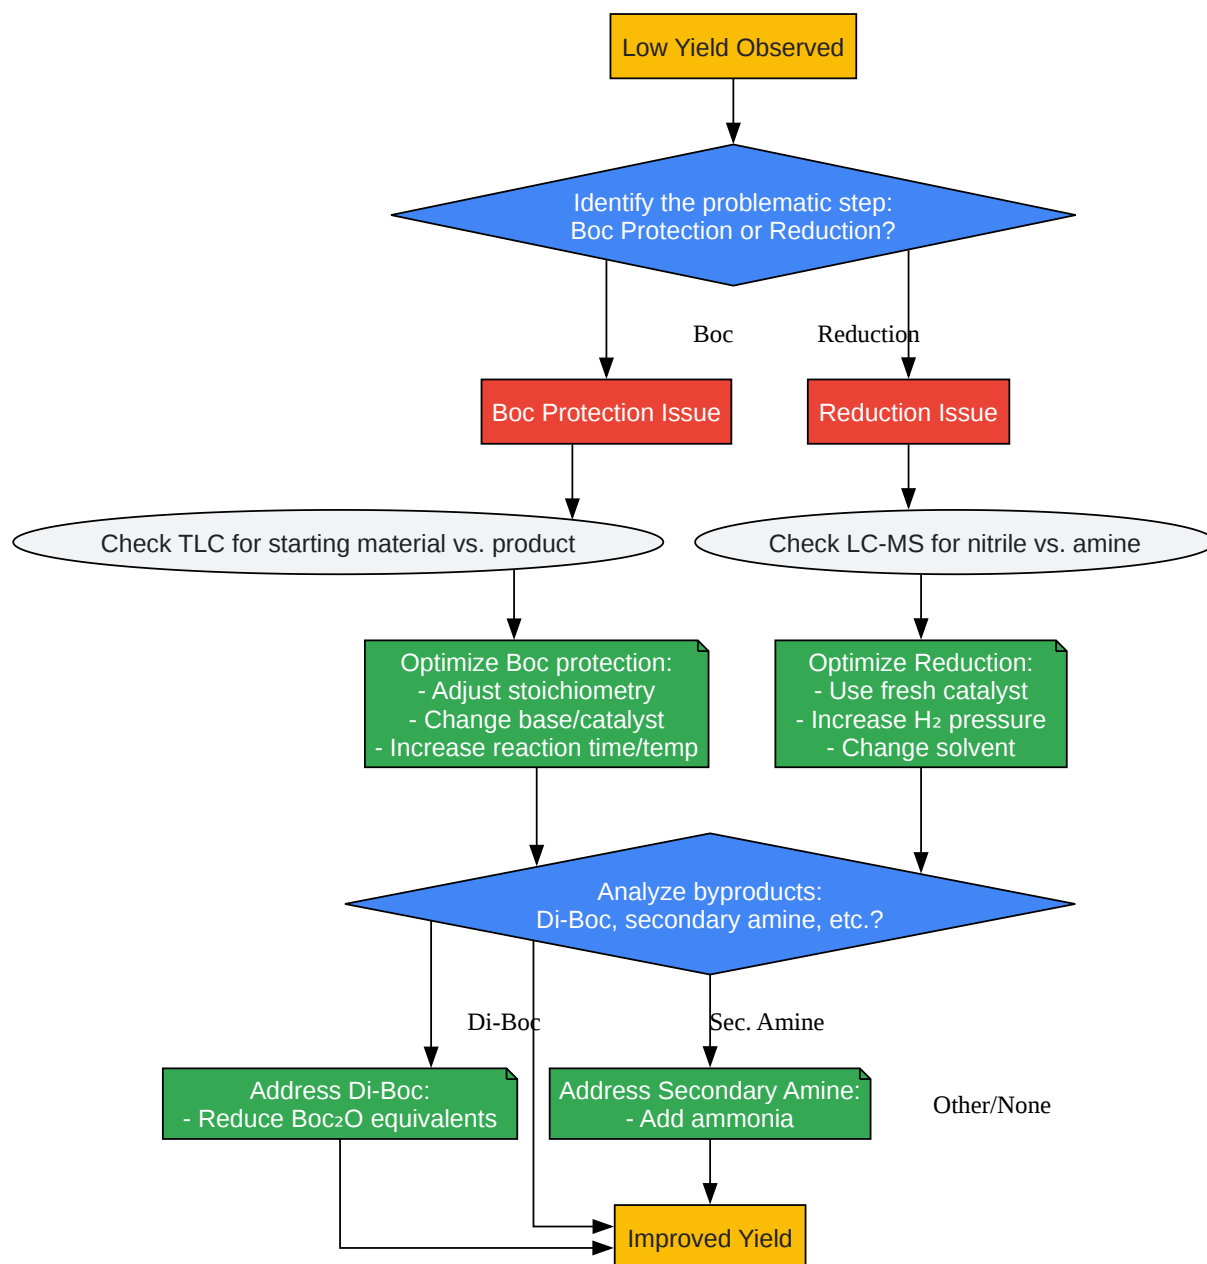 Low Yield Observed
Identify the problematic step:
Boc Protection or Reduction?
Boc
Reduction
Boc Protection Issue
Reduction Issue
Check TLC for starting material vs. product
Check LC-MS for nitrile vs. amine
Optimize Boc protection:
- Adjust stoichiometry
- Change base/catalyst
- Increase reaction time/temp
Optimize Reduction:
- Use fresh catalyst
- Increase H₂ pressure
- Change solvent
Analyze byproducts:
Di-Boc, secondary amine, etc.?
Di-Boc
Sec. Amine
Address Di-Boc:
- Reduce Boc₂O equivalents
Address Secondary Amine:
- Add ammonia
Other/None
Improved Yield